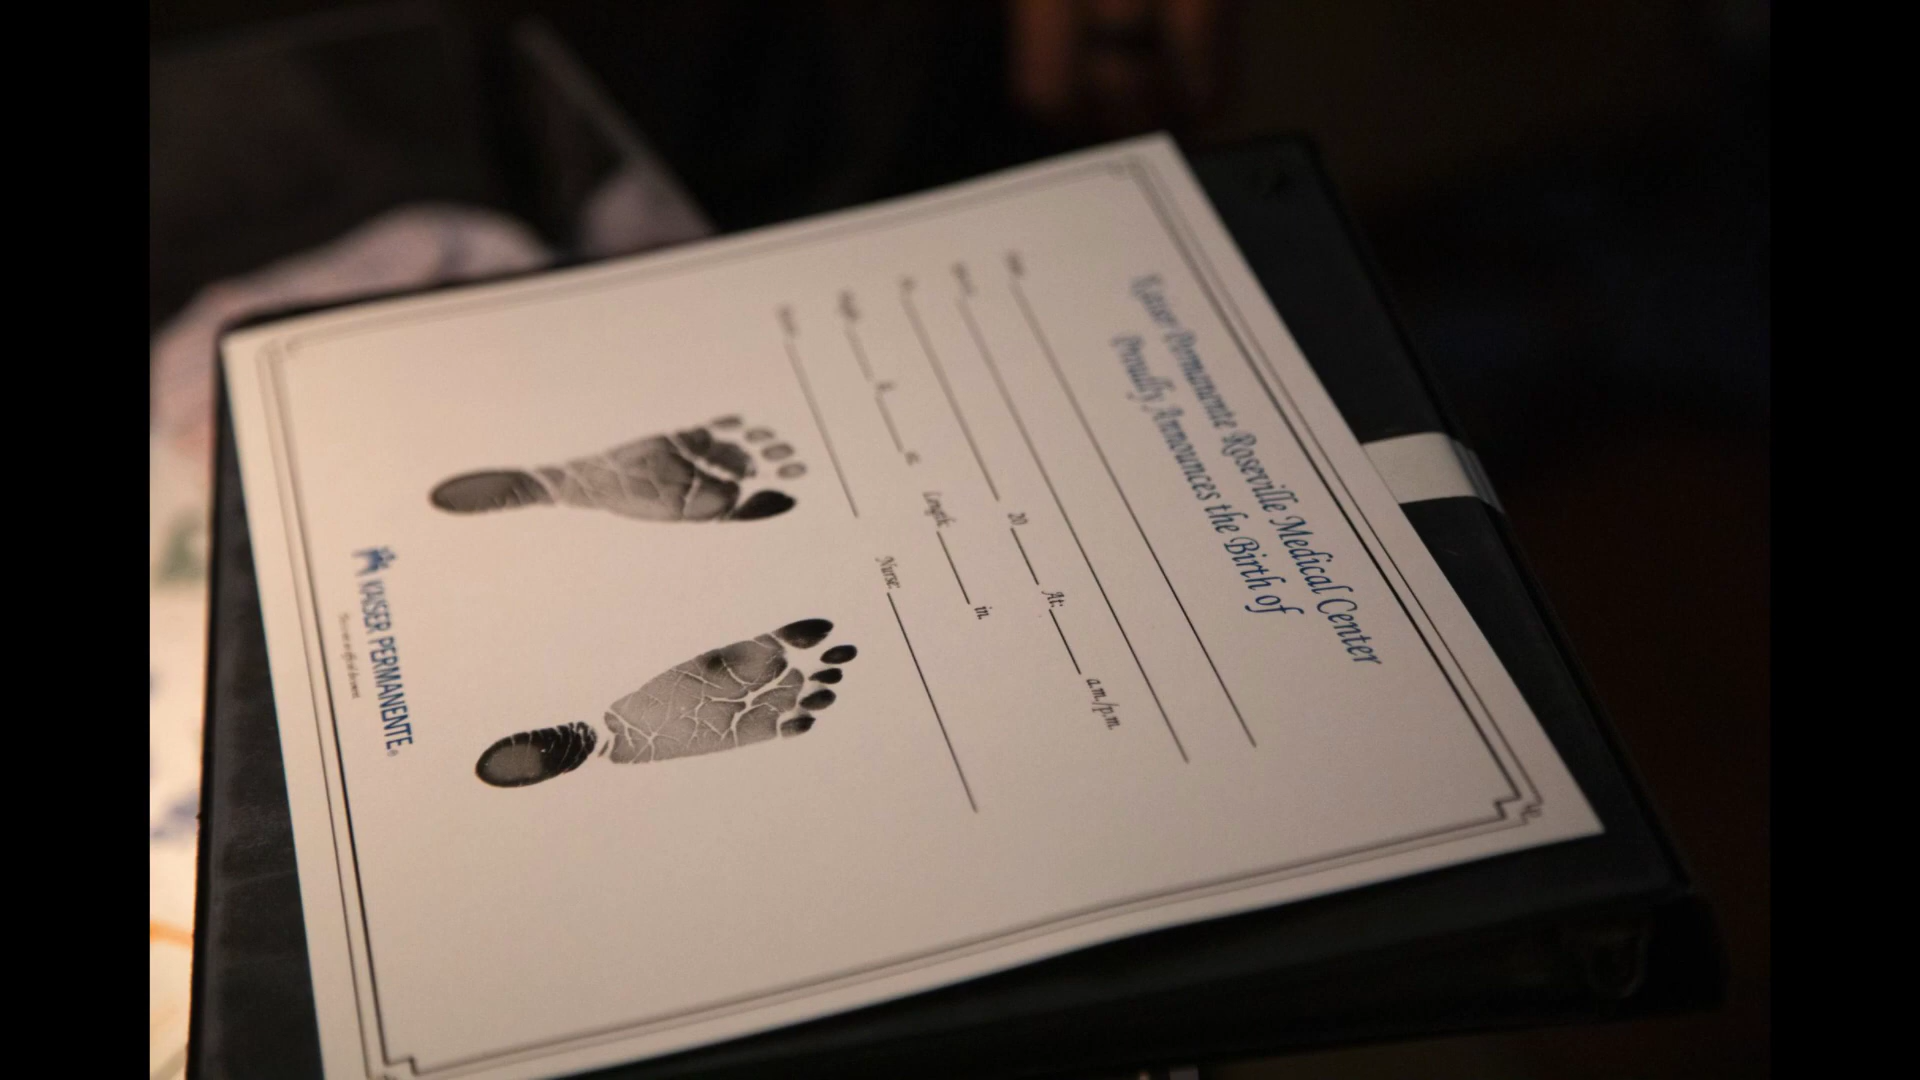 Kaiser Permanente Roseville Medical Center
Proudly Announces the Birth of
20 At: a.m./p.m.
Length: in.
Nurse:
KAISER PERMANENTE®